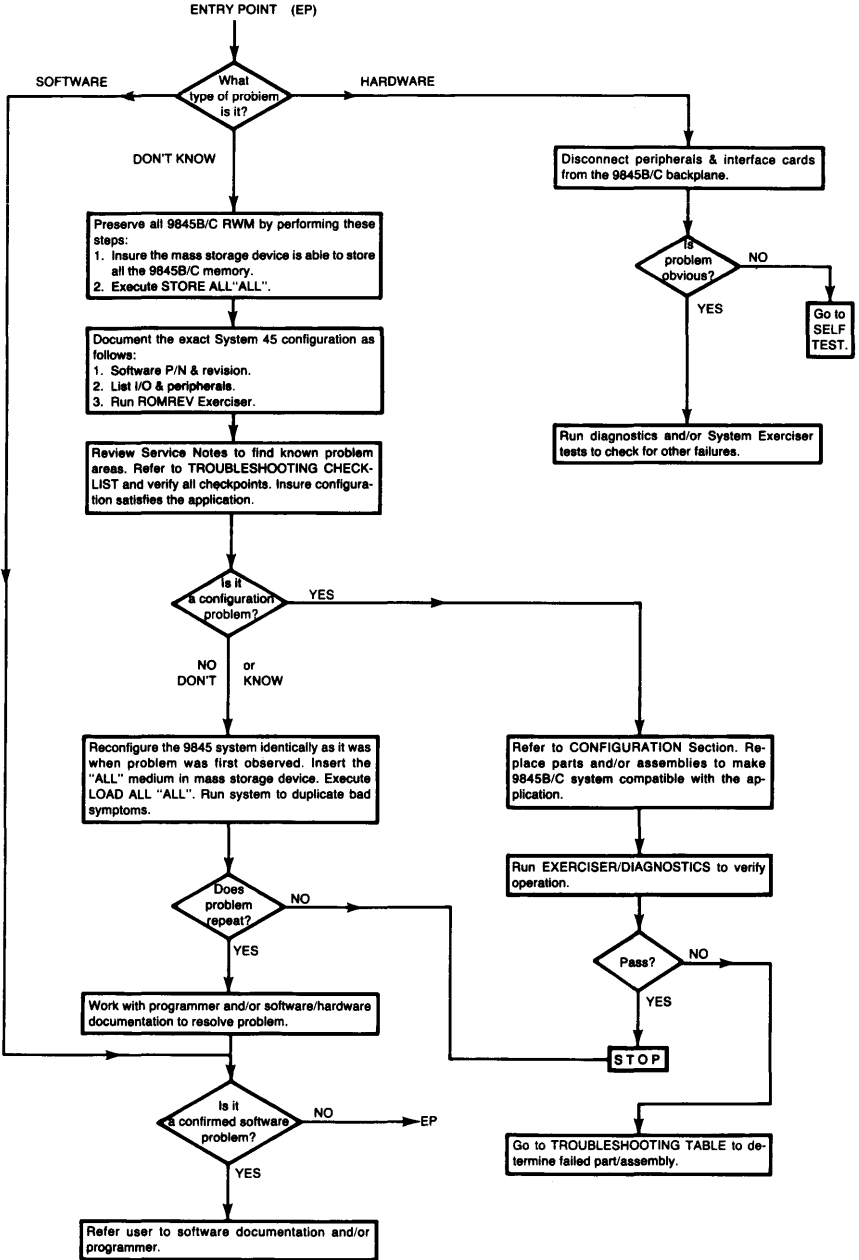 ENTRY POINT (EP)
What
type of problem
is it?
SOFTWARE
HARDWARE
DON'T KNOW
Disconnect peripherals & interface cards
from the 9845B/C backplane.
Is
problem
obvious?
NO
YES
Go to
SELF
TEST.
Run diagnostics and/or System Exerciser
tests to check for other failures.
Preserve all 9845B/C RWM by performing these
steps:
1. Insure the mass storage device is able to store
all the 9845B/C memory.
2. Execute STORE ALL"ALL".
Document the exact System 45 configuration as
follows:
1. Software P/N & revision.
2. List I/O & peripherals.
3. Run ROMREV Exerciser.
Review Service Notes to find known problem
areas. Refer to TROUBLESHOOTING CHECK-
LIST and verify all checkpoints. Insure configura-
tion satisfies the application.
Is it
a configuration
problem?
YES
NO or
DON'T KNOW
Reconfigure the 9845 system identically as it was
when problem was first observed. Insert the
"ALL" medium in mass storage device. Execute
LOAD ALL "ALL". Run system to duplicate bad
symptoms.
Refer to CONFIGURATION Section. Re-
place parts and/or assemblies to make
9845B/C system compatible with the ap-
plication.
Run EXERCISER/DIAGNOSTICS to verify
operation.
Does
problem
repeat?
NO
YES
Pass?
NO
YES
Work with programmer and/or software/hardware
documentation to resolve problem.
STOP
Is it
a confirmed software
problem?
NO
EP
YES
Go to TROUBLESHOOTING TABLE to de-
termine failed part/assembly.
Refer user to software documentation and/or
programmer.